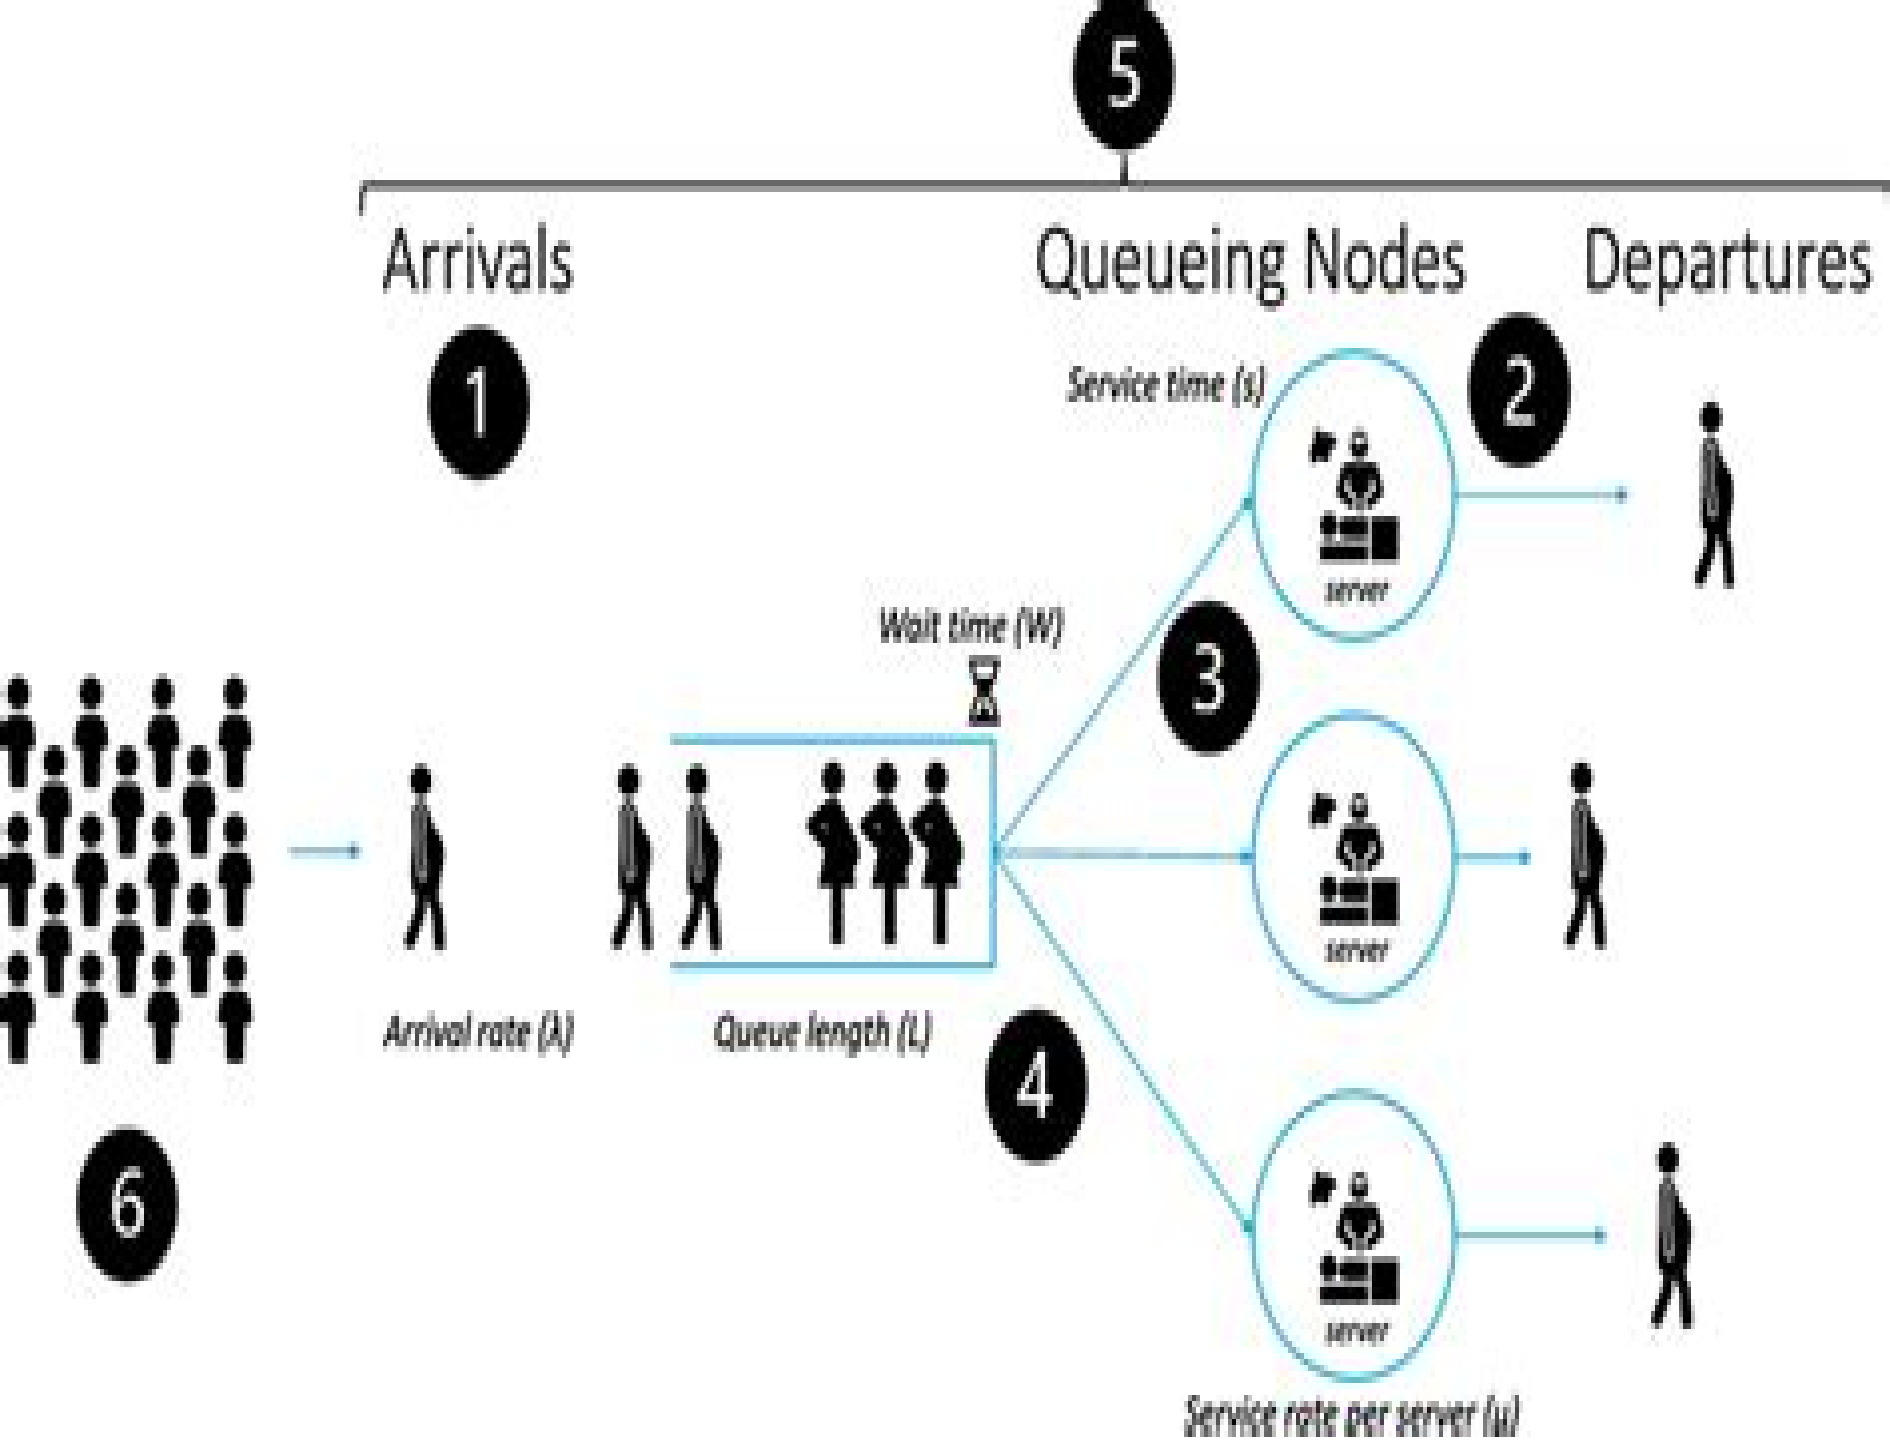 5
Arrivals
Queueing Nodes
Departures
1
2
Service time (s)
server
Wait time (W)
3
server
Arrival rate (λ)
Queue length (L)
4
6
server
Service rate per server (μ)